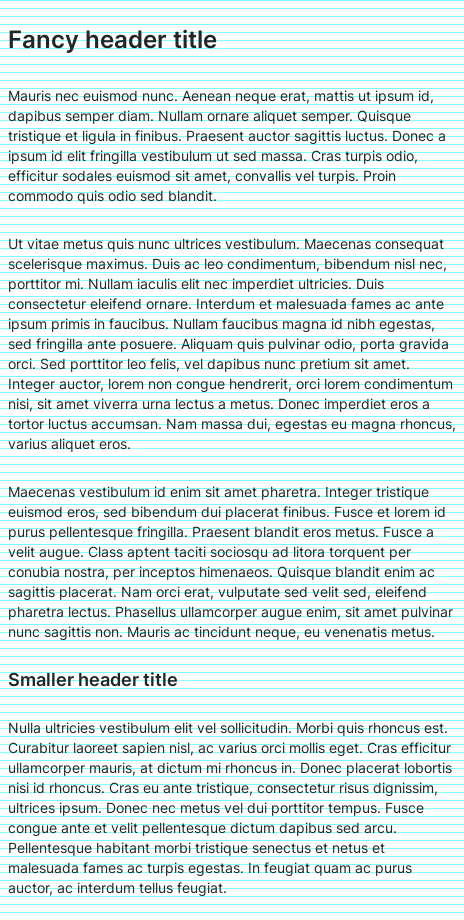 Fancy header title
Mauris nec euismod nunc. Aenean neque erat, mattis ut ipsum id,
dapibus semper diam. Nullam ornare aliquet semper. Quisque
tristique et ligula in finibus. Praesent auctor sagittis luctus. Donec a
ipsum id elit fringilla vestibulum ut sed massa. Cras turpis odio,
efficitur sodales euismod sit amet, convallis vel turpis. Proin
commodo quis odio sed blandit.
Ut vitae metus quis nunc ultrices vestibulum. Maecenas consequat
scelerisque maximus. Duis ac leo condimentum, bibendum nisl nec,
porttitor mi. Nullam iaculis elit nec imperdiet ultricies. Duis
consectetur eleifend ornare. Interdum et malesuada fames ac ante
ipsum primis in faucibus. Nullam faucibus magna id nibh egestas,
sed fringilla ante posuere. Aliquam quis pulvinar odio, porta gravida
orci. Sed porttitor leo felis, vel dapibus nunc pretium sit amet.
Integer auctor, lorem non congue hendrerit, orci lorem condimentum
nisi, sit amet viverra urna lectus a metus. Donec imperdiet eros a
tortor luctus accumsan. Nam massa dui, egestas eu magna rhoncus,
varius aliquet eros.
Maecenas vestibulum id enim sit amet pharetra. Integer tristique
euismod eros, sed bibendum dui placerat finibus. Fusce et lorem id
purus pellentesque fringilla. Praesent blandit eros metus. Fusce a
velit augue. Class aptent taciti sociosqu ad litora torquent per
conubia nostra, per inceptos himenaeos. Quisque blandit enim ac
sagittis placerat. Nam orci erat, vulputate sed velit sed, eleifend
pharetra lectus. Phasellus ullamcorper augue enim, sit amet pulvinar
nunc sagittis non. Mauris ac tincidunt neque, eu venenatis metus.
Smaller header title
Nulla ultricies vestibulum elit vel sollicitudin. Morbi quis rhoncus est.
Curabitur laoreet sapien nisl, ac varius orci mollis eget. Cras efficitur
ullamcorper mauris, at dictum mi rhoncus in. Donec placerat lobortis
nisi id rhoncus. Cras eu ante tristique, consectetur risus dignissim,
ultrices ipsum. Donec nec metus vel dui porttitor tempus. Fusce
congue ante et velit pellentesque dictum dapibus sed arcu.
Pellentesque habitant morbi tristique senectus et netus et
malesuada fames ac turpis egestas. In feugiat quam ac purus
auctor, ac interdum tellus feugiat.